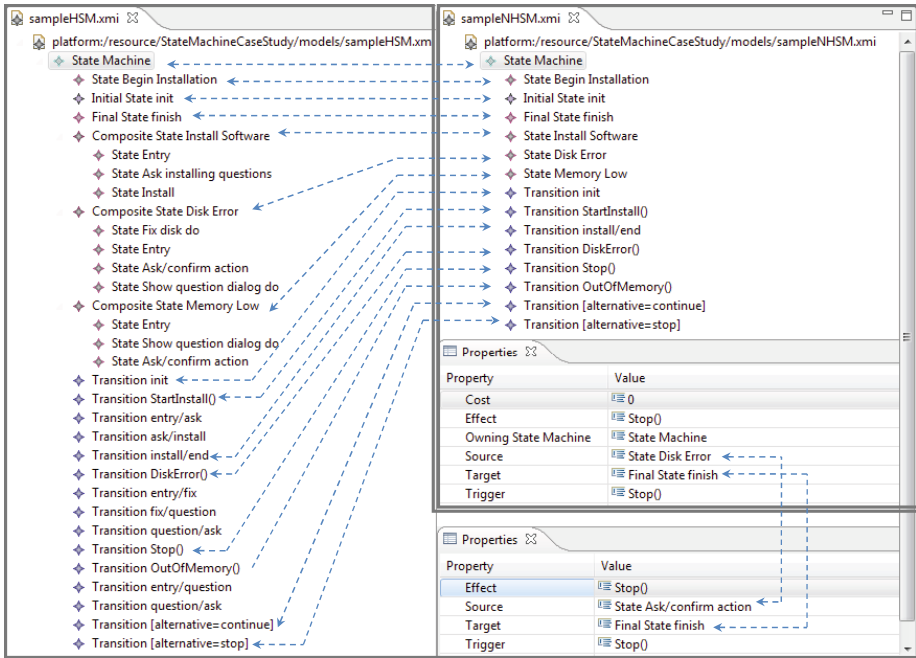 sampleHSM.xmi
platform:/resource/StateMachineCaseStudy/models/sampleHSM.xm
State Machine
State Begin Installation
Initial State init
Final State finish
Composite State Install Software
State Entry
State Ask installing questions
State Install
Composite State Disk Error
State Fix disk do
State Entry
State Ask/confirm action
State Show question dialog do
Composite State Memory Low
State Entry
State Show question dialog do
State Ask/confirm action
Transition init
Transition StartInstall()
Transition entry/ask
Transition ask/install
Transition install/end
Transition DiskError()
Transition entry/fix
Transition fix/question
Transition question/ask
Transition Stop()
Transition OutOfMemory()
Transition entry/question
Transition question/ask
Transition [alternative=continue]
Transition [alternative=stop]
sampleNHSM.xmi
platform:/resource/StateMachineCaseStudy/models/sampleNHSM.xmi
State Machine
State Begin Installation
Initial State init
Final State finish
State Install Software
State Disk Error
State Memory Low
Transition init
Transition StartInstall()
Transition install/end
Transition DiskError()
Transition Stop()
Transition OutOfMemory()
Transition [alternative=continue]
Transition [alternative=stop]
Properties
Property Value
Cost 0
Effect Stop()
Owning State Machine State Machine
Source State Disk Error
Target Final State finish
Trigger Stop()
Properties
Property Value
Effect Stop()
Source State Ask/confirm action
Target Final State finish
Trigger Stop()